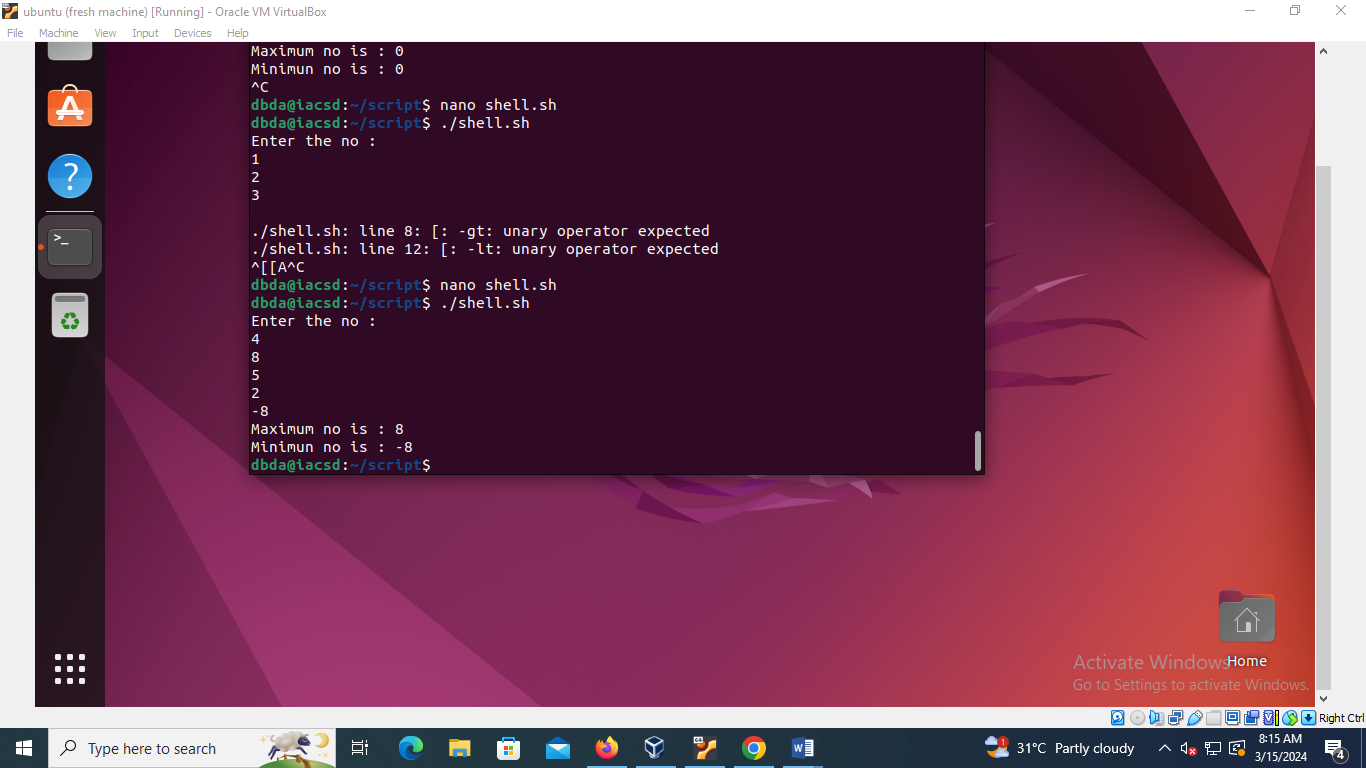 ubuntu (fresh machine) [Running] - Oracle VM VirtualBox
File Machine View Input Devices Help
Maximum no is : 0
Minimun no is : 0
^C
dbda@iacsd:~/script$ nano shell.sh
dbda@iacsd:~/script$ ./shell.sh
Enter the no :
1
2
3
./shell.sh: line 8: [: -gt: unary operator expected
./shell.sh: line 12: [: -lt: unary operator expected
^[[A^C
dbda@iacsd:~/script$ nano shell.sh
dbda@iacsd:~/script$ ./shell.sh
Enter the no :
4
8
5
2
-8
Maximum no is : 8
Minimun no is : -8
dbda@iacsd:~/script$
Home
Activate Windows
Go to Settings to activate Windows.
Right Ctrl
Type here to search
31°C Partly cloudy
8:15 AM
3/15/2024
4